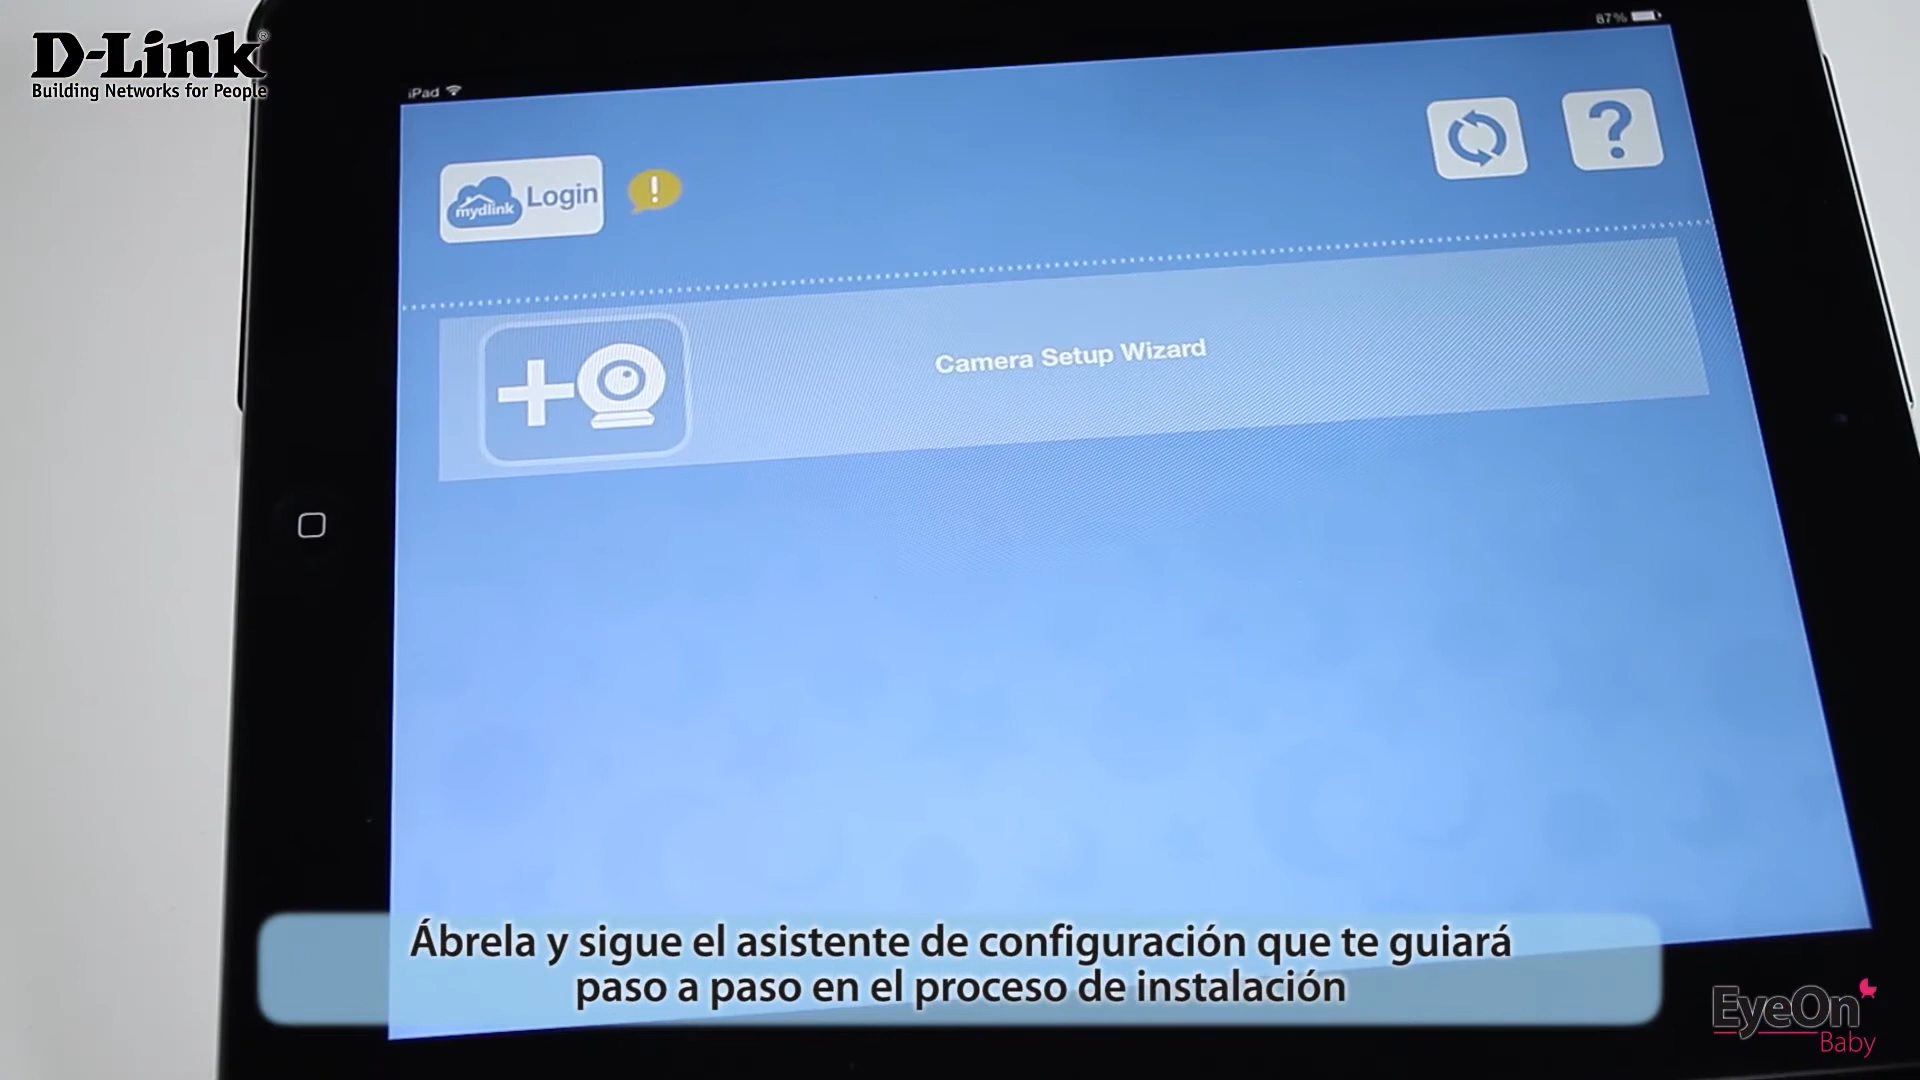 D-Link®
Building Networks for People
iPad
87%
mydlink
Login
!
?
Camera Setup Wizard
Ábrela y sigue el asistente de configuración que te guiará
paso a paso en el proceso de instalación
EyeOn
Baby